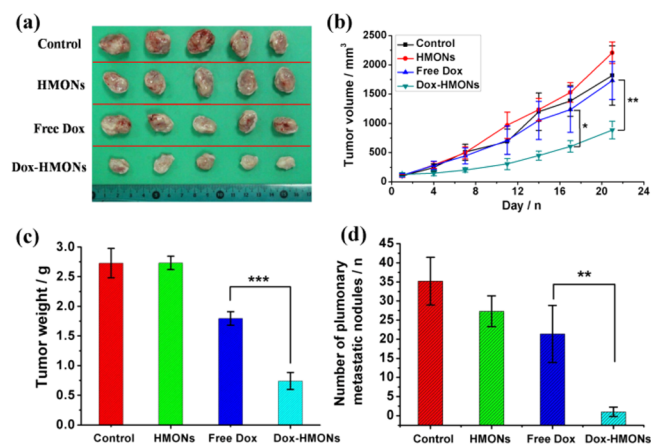 (a)
Control
HMONs
Free Dox
Dox-HMONs
(b)
Tumor volume / mm³
2500
2000
1500
1000
500
0
Control
HMONs
Free Dox
Dox-HMONs
*
**
0 4 8 12 16 20 24
Day / n
(c)
Tumor weight / g
3.0
2.5
2.0
1.5
1.0
0.5
0.0
***
Control HMONs Free Dox Dox-HMONs
(d)
Number of plumonary
metastatic nodules / n
45
40
35
30
25
20
15
10
5
0
**
Control HMONs Free Dox Dox-HMONs